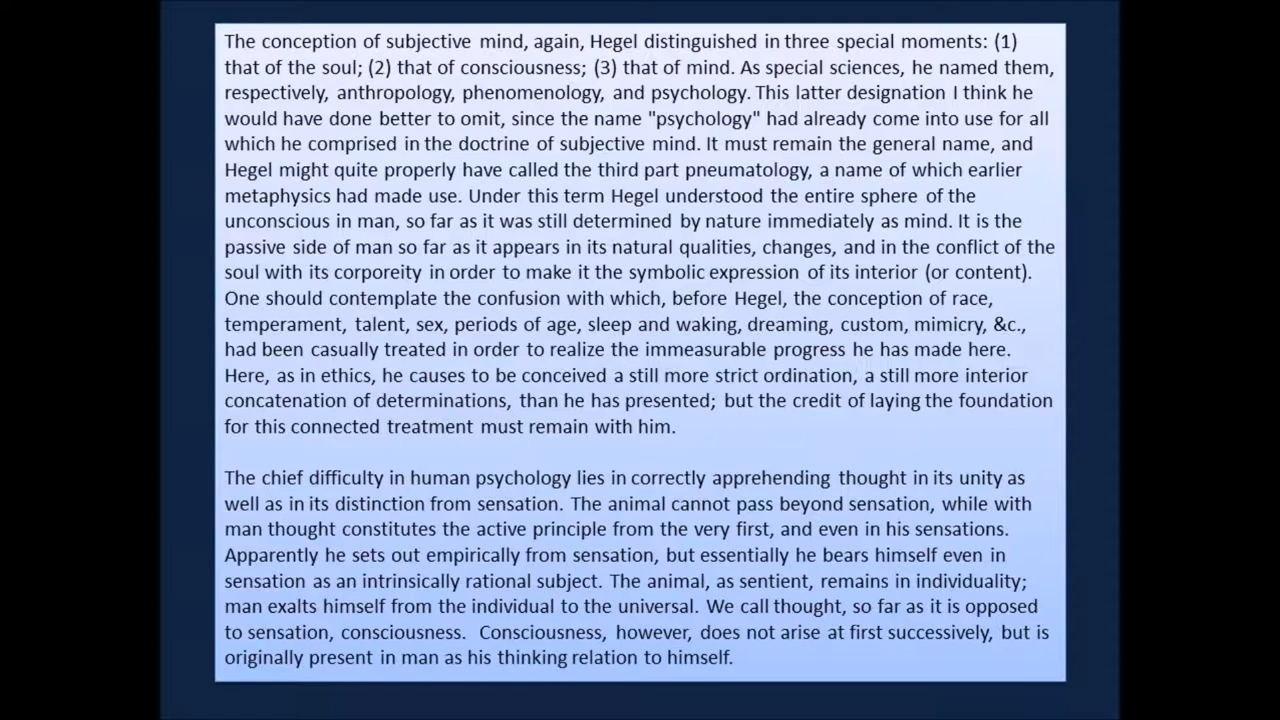 The conception of subjective mind, again, Hegel distinguished in three special moments: (1)
that of the soul; (2) that of consciousness; (3) that of mind. As special sciences, he named them,
respectively, anthropology, phenomenology, and psychology. This latter designation I think he
would have done better to omit, since the name "psychology" had already come into use for all
which he comprised in the doctrine of subjective mind. It must remain the general name, and
Hegel might quite properly have called the third part pneumatology, a name of which earlier
metaphysics had made use. Under this term Hegel understood the entire sphere of the
unconscious in man, so far as it was still determined by nature immediately as mind. It is the
passive side of man so far as it appears in its natural qualities, changes, and in the conflict of the
soul with its corporeity in order to make it the symbolic expression of its interior (or content).
One should contemplate the confusion with which, before Hegel, the conception of race,
temperament, talent, sex, periods of age, sleep and waking, dreaming, custom, mimicry, &c.,
had been casually treated in order to realize the immeasurable progress he has made here.
Here, as in ethics, he causes to be conceived a still more strict ordination, a still more interior
concatenation of determinations, than he has presented; but the credit of laying the foundation
for this connected treatment must remain with him.
The chief difficulty in human psychology lies in correctly apprehending thought in its unity as
well as in its distinction from sensation. The animal cannot pass beyond sensation, while with
man thought constitutes the active principle from the very first, and even in his sensations.
Apparently he sets out empirically from sensation, but essentially he bears himself even in
sensation as an intrinsically rational subject. The animal, as sentient, remains in individuality;
man exalts himself from the individual to the universal. We call thought, so far as it is opposed
to sensation, consciousness. Consciousness, however, does not arise at first successively, but is
originally present in man as his thinking relation to himself.